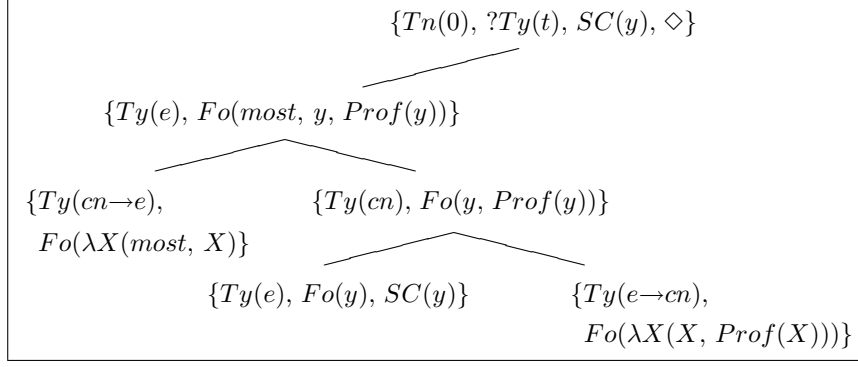 {Tn(0), ?Ty(t), SC(y), ◇}
{Ty(e), Fo(most, y, Prof(y))}
{Ty(cn→e),
Fo(λX(most, X)}
{Ty(cn), Fo(y, Prof(y))}
{Ty(e), Fo(y), SC(y)}
{Ty(e→cn),
Fo(λX(X, Prof(X)))}